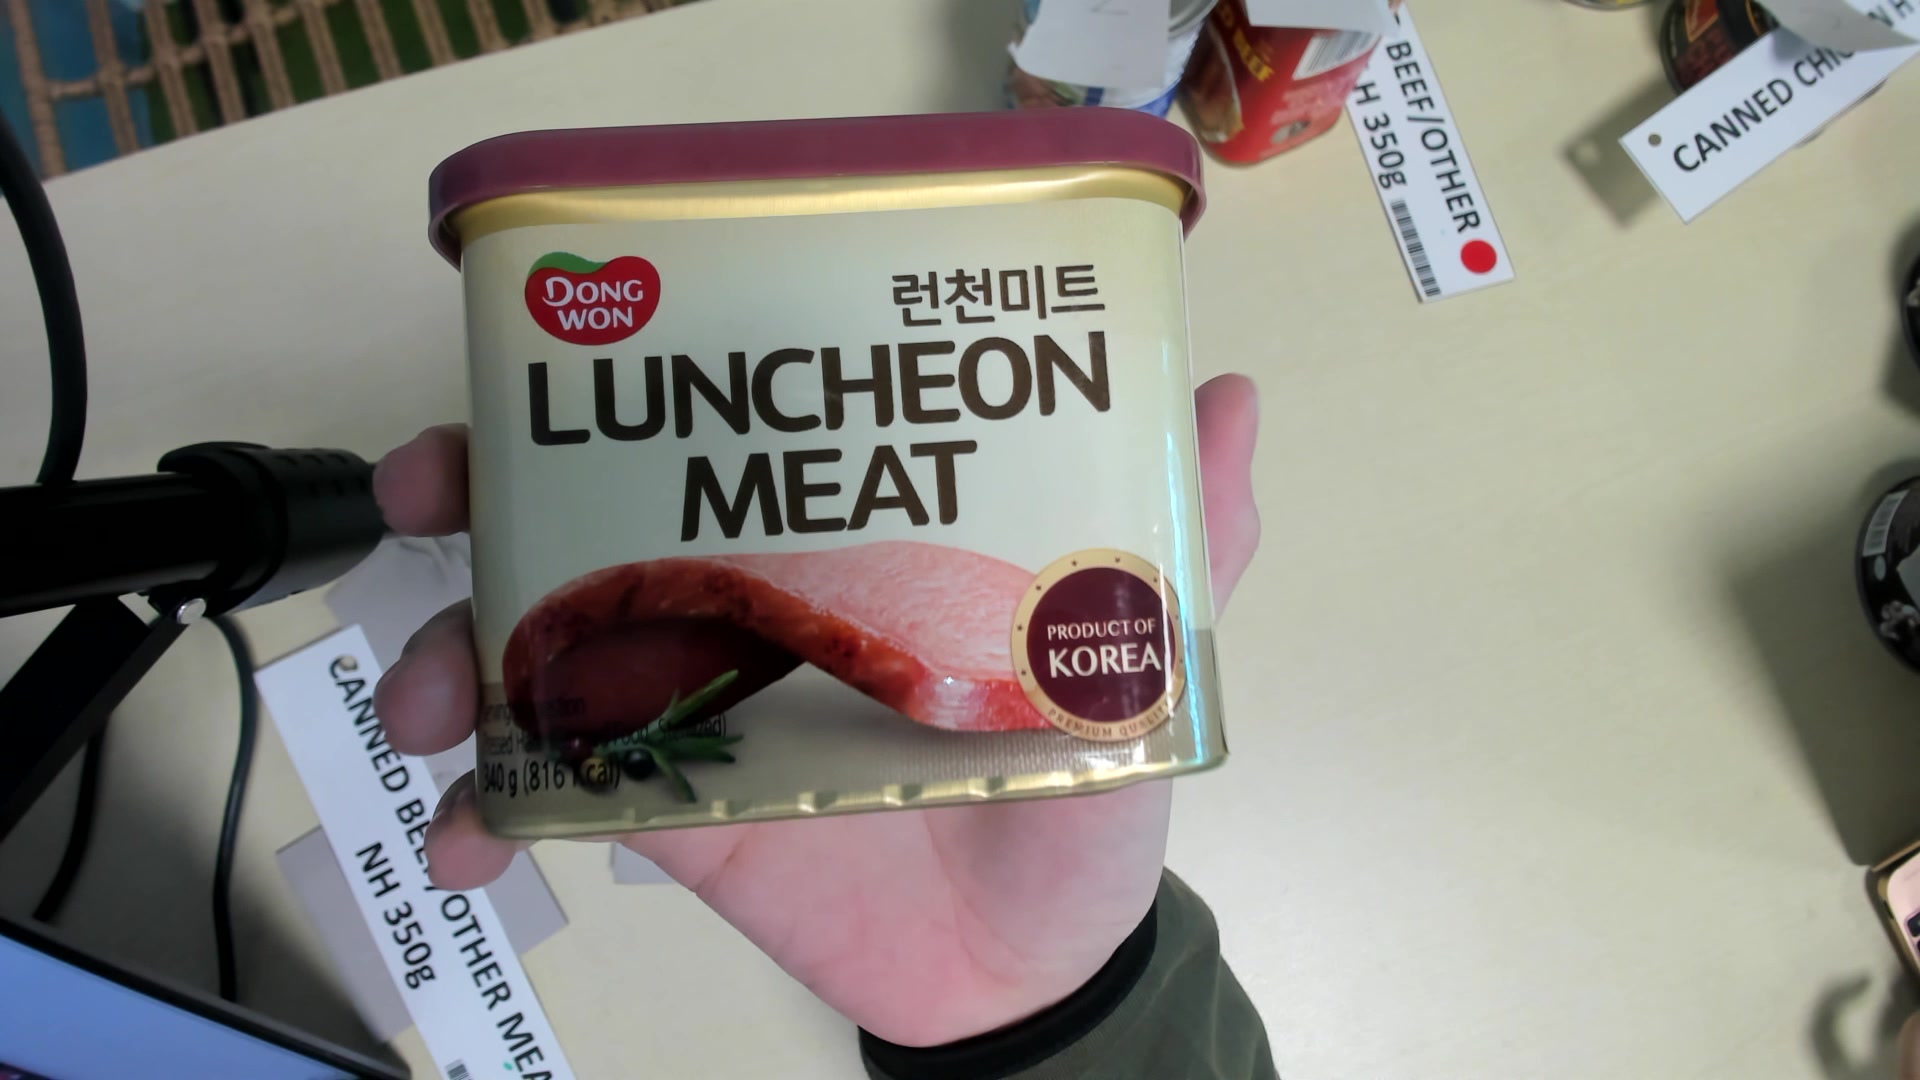 DONG
WON
런천미트
LUNCHEON
MEAT
PRODUCT OF
KOREA
PREMIUM QUALITY
340 g (816 kcal)
BEEF/OTHER
H 350g
CANNED
NH
BEEF
CANNED BEEF/OTHER MEA
NH 350g